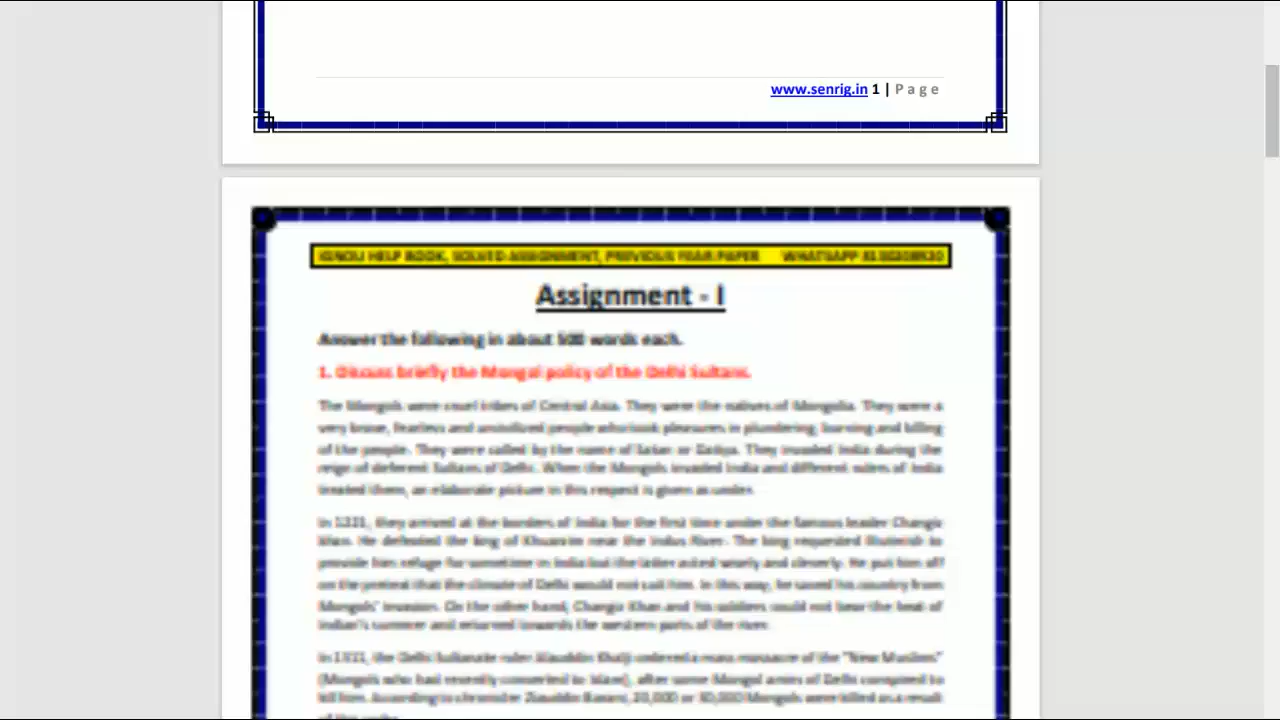 www.senrig.in 1 | Page
IGNOU HELP BOOK, SOLVED ASSIGNMENT, PREVIOUS YEAR PAPER WHATSAPP
Assignment - I
Answer the following in about 500 words each.
1. Discuss briefly the Mongol policy of the Delhi Sultans.
The Mongols were cruel tribes of Central Asia. They were the natives of Mongolia. They were a
very brave, fearless and uncivilized people who took pleasures in plundering, burning and killing
of the people. They were called by the name of Satan or They invaded India during the
reign of deferent Sultans of Delhi. When the Mongols invaded India and different rulers of India
treated them, an elaborate picture in this respect is given as under.
In 1221, they arrived at the borders of India for the first time under the famous leader Changiz
Khan. He defeated the king of near the Indus River. The king requested Iltutmish to
provide him refuge for sometime in India but the latter acted wisely and cleverly. He put him off
on the pretext that the climate of Delhi would not suit him. In this way, he saved his country from
Mongols' invasion. On the other hand, Changiz Khan and his soldiers could not bear the heat of
Indian's summer and returned towards the western parts of the river.
In the Delhi Sultanate ruler Alauddin Khalji ordered a mass massacre of the "New Muslims"
(Mongols who had recently converted to Islam), after some Mongol amirs of Delhi conspired to
kill him. According to chronicler Ziauddin Barani, 20,000 or 30,000 Mongols were killed as a result